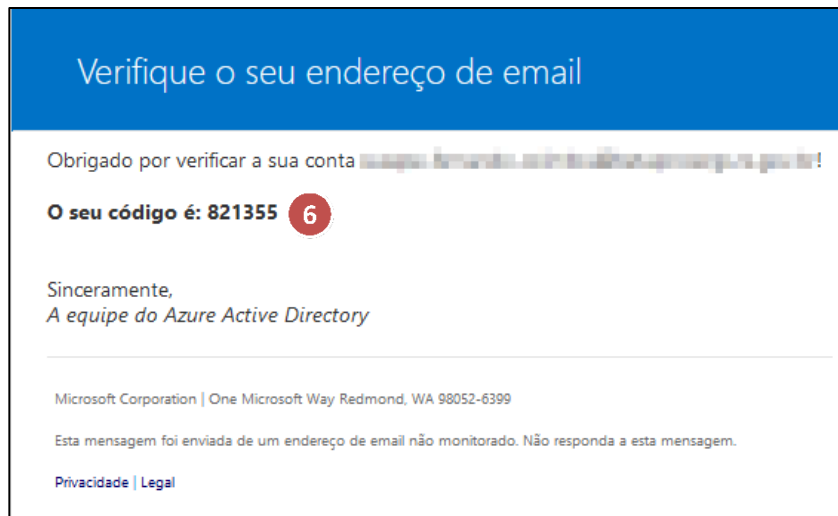 Verifique o seu endereço de email
Obrigado por verificar a sua conta !
O seu código é: 821355 6
Sinceramente,
A equipe do Azure Active Directory
Microsoft Corporation | One Microsoft Way Redmond, WA 98052-6399
Esta mensagem foi enviada de um endereço de email não monitorado. Não responda a esta mensagem.
Privacidade | Legal